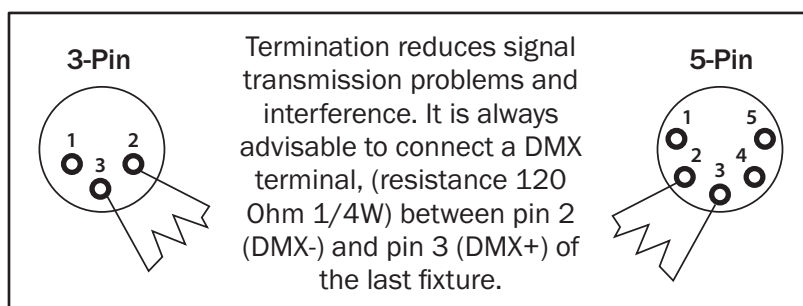 3-Pin
1
2
3
Termination reduces signal
transmission problems and
interference. It is always
advisable to connect a DMX
terminal, (resistance 120
Ohm 1/4W) between pin 2
(DMX-) and pin 3 (DMX+) of
the last fixture.
5-Pin
1
5
2
4
3